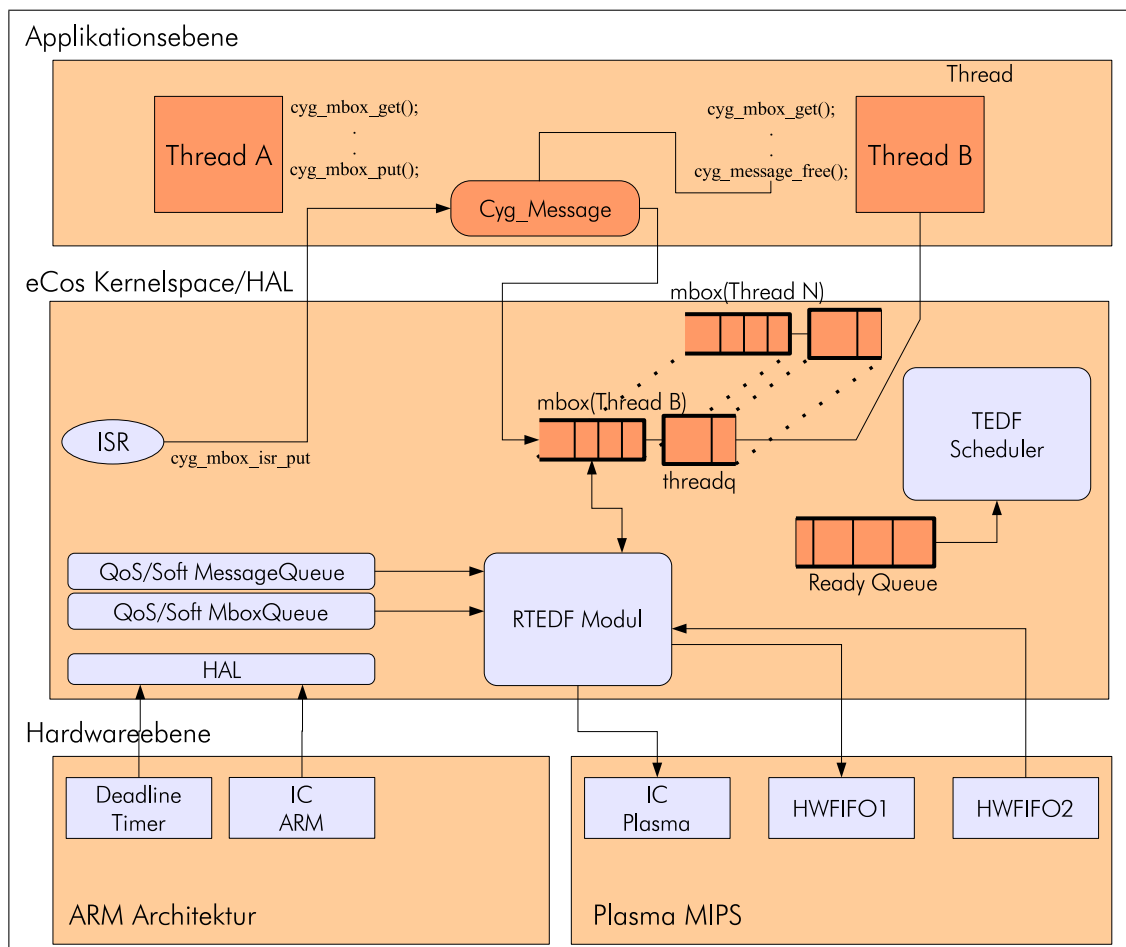 Applikationsebene
Thread
Thread A
cyg_mbox_get();
.
.
cyg_mbox_put();
cyg_mbox_get();
.
.
cyg_message_free();
Thread B
Cyg_Message
eCos Kernelspace/HAL
mbox(Thread N)
mbox(Thread B)
threadq
TEDF
Scheduler
ISR
cyg_mbox_isr_put
Ready Queue
QoS/Soft MessageQueue
QoS/Soft MboxQueue
RTEDF Modul
HAL
Hardwareebene
Deadline
Timer
IC
ARM
IC
Plasma
HWFIFO1
HWFIFO2
ARM Architektur
Plasma MIPS